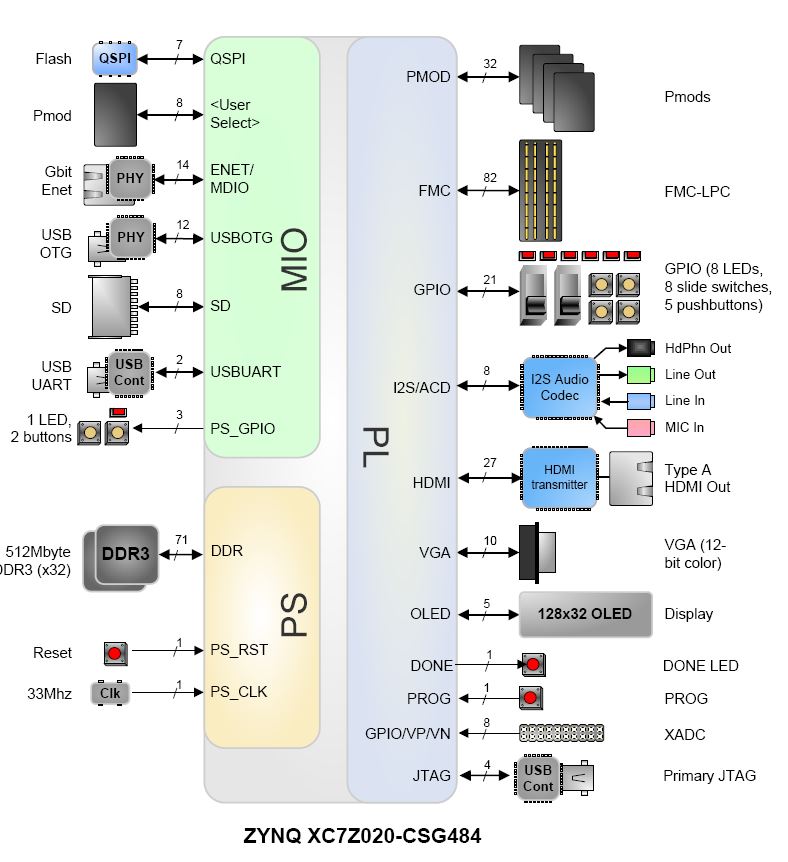 Flash
QSPI
7
QSPI
Pmod
8
<User
Select>
Gbit
Enet
PHY
14
ENET/
MDIO
USB
OTG
PHY
12
USBOTG
SD
8
SD
USB
UART
USB
Cont
2
USBUART
1 LED,
2 buttons
3
PS_GPIO
MIO
512Mbyte
DDR3 (x32)
DDR3
71
DDR
Reset
1
PS_RST
33Mhz
Clk
1
PS_CLK
PS
PL
PMOD
32
Pmods
FMC
82
FMC-LPC
GPIO
21
GPIO (8 LEDs,
8 slide switches,
5 pushbuttons)
I2S/ACD
8
I2S Audio
Codec
HdPhn Out
Line Out
Line In
MIC In
HDMI
27
HDMI
transmitter
Type A
HDMI Out
VGA
10
VGA (12-
bit color)
OLED
5
128x32 OLED
Display
DONE
1
DONE LED
PROG
1
PROG
GPIO/VP/VN
8
XADC
JTAG
4
USB
Cont
Primary JTAG
ZYNQ XC7Z020-CSG484